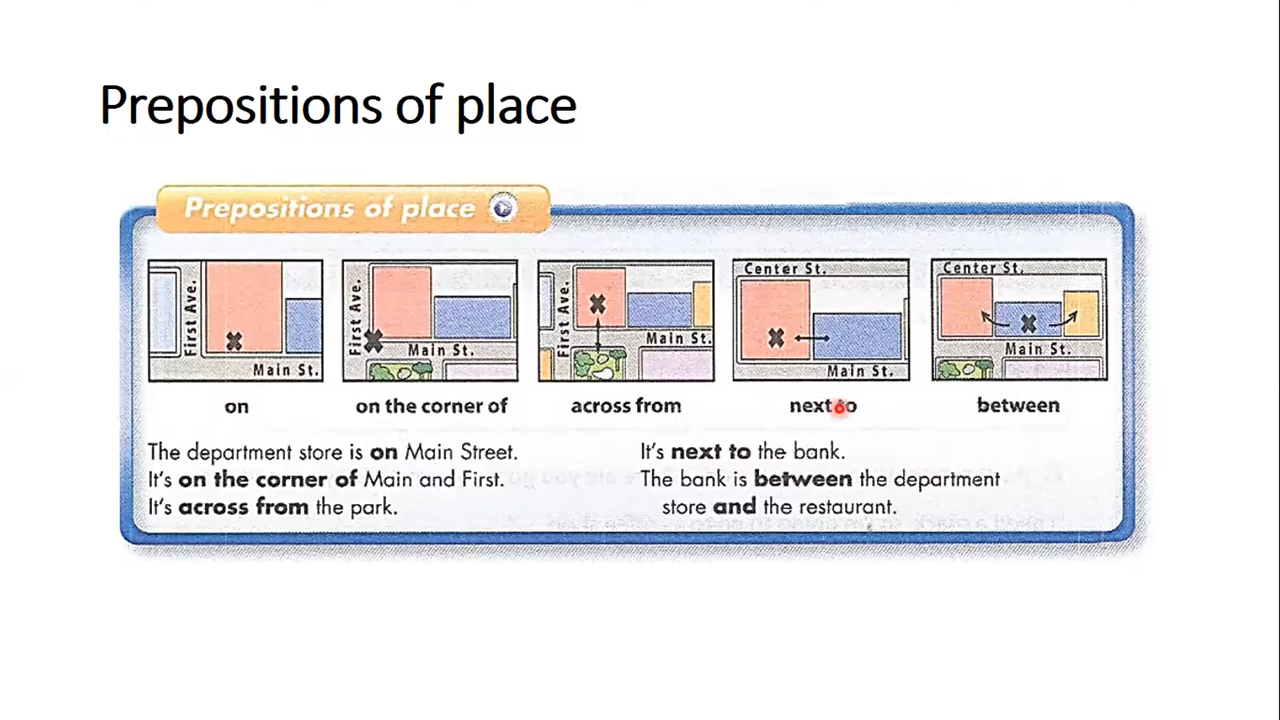 Prepositions of place
Prepositions of place
First Ave.
Main St.
First Ave.
Main St.
First Ave.
Main St.
Center St.
Main St.
Center St.
Main St.
on
on the corner of
across from
next to
between
The department store is on Main Street.
It's on the corner of Main and First.
It's across from the park.
It's next to the bank.
The bank is between the department
store and the restaurant.